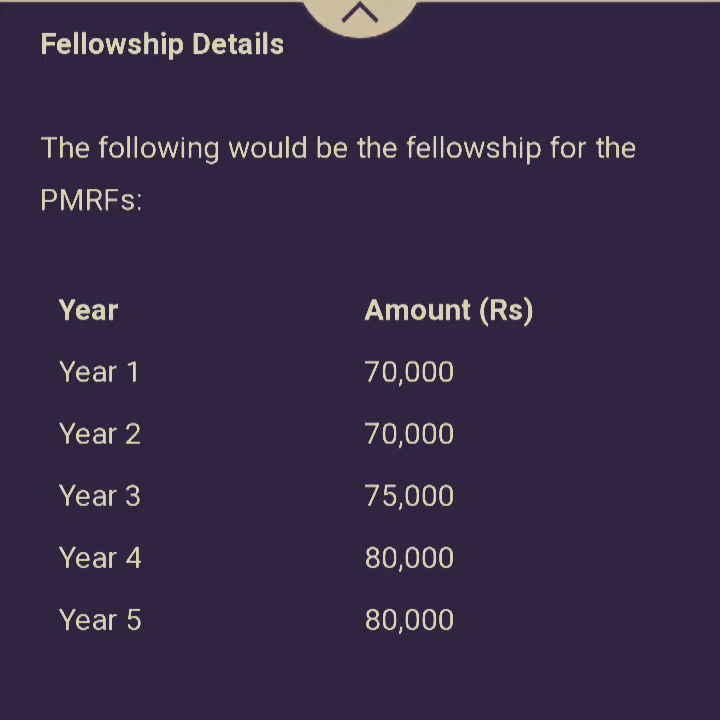 Fellowship Details
The following would be the fellowship for the
PMRFs:
Year Amount (Rs)
Year 1 70,000
Year 2 70,000
Year 3 75,000
Year 4 80,000
Year 5 80,000